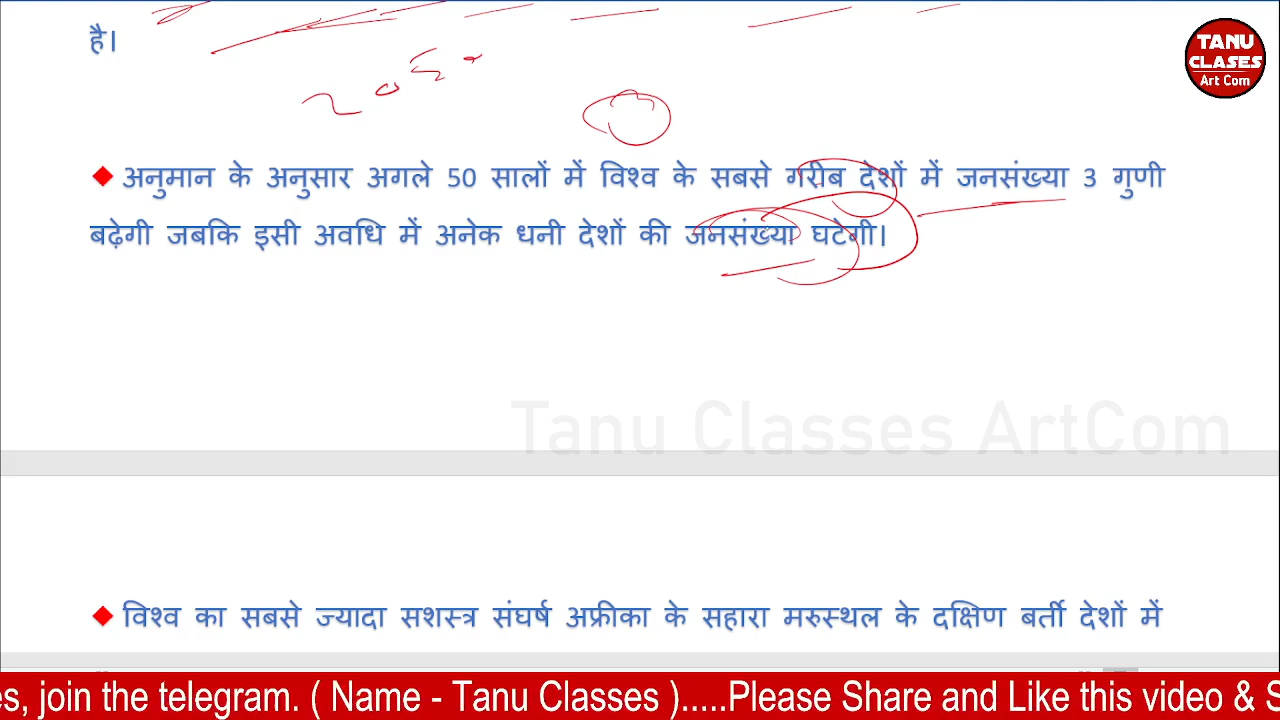 है।
TANU
CLASES
Art Com
205
◆ अनुमान के अनुसार अगले 50 सालों में विश्व के सबसे गरीब देशों में जनसंख्या 3 गुणी
बढ़ेगी जबकि इसी अवधि में अनेक धनी देशों की जनसंख्या घटेगी।
Tanu Classes ArtCom
◆ विश्व का सबसे ज्यादा सशस्त्र संघर्ष अफ्रीका के सहारा मरुस्थल के दक्षिण बर्ती देशों में
es, join the telegram. ( Name - Tanu Classes ).....Please Share and Like this video & S